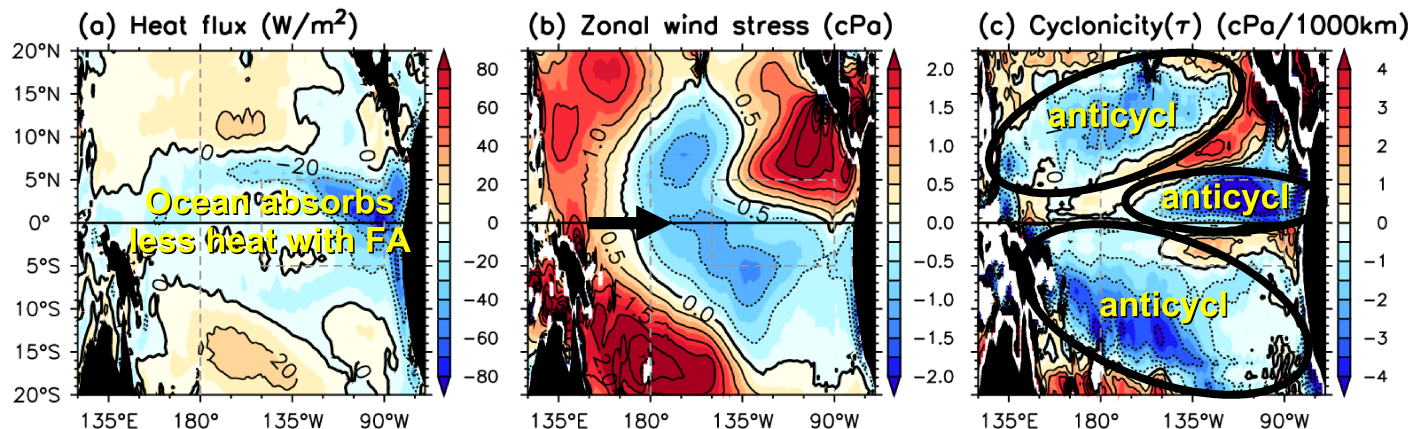 (a) Heat flux (W/m²)
20°N
15°N
10°N
5°N
0°
5°S
10°S
15°S
20°S
135°E 180° 135°W 90°W
0
−20
0
0
20
Ocean absorbs
less heat with FA
80
60
40
20
0
−20
−40
−60
−80
(b) Zonal wind stress (cPa)
0.5
1.0
−0.5
0.5
0.0
1.5
180° 135°W 90°W
2.0
1.5
1.0
0.5
0.0
−0.5
−1.0
−1.5
−2.0
(c) Cyclonicity(τ) (cPa/1000km)
anticycl
anticycl
anticycl
0
135°E 180° 135°W 90°W
4
3
2
1
0
−1
−2
−3
−4